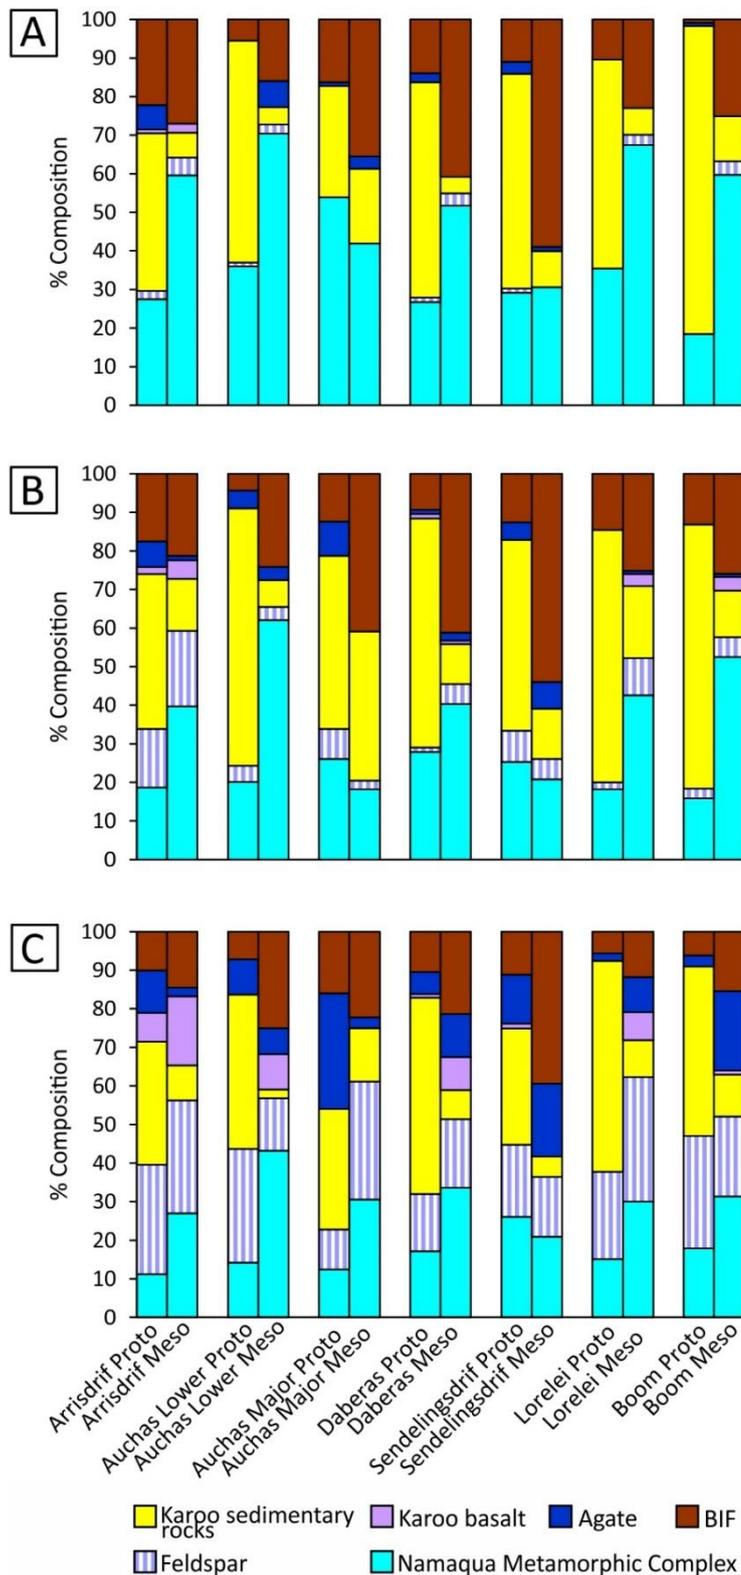 A
100
90
80
70
60
50
40
30
20
10
0
% Composition
B
100
90
80
70
60
50
40
30
20
10
0
% Composition
C
100
90
80
70
60
50
40
30
20
10
0
% Composition
Arrisdrif Proto
Arrisdrif Meso
Auchas Lower Proto
Auchas Lower Meso
Auchas Major Proto
Auchas Major Meso
Daberas Proto
Daberas Meso
Sendelingsdrif Proto
Sendelingsdrif Meso
Lorelei Proto
Lorelei Meso
Boom Proto
Boom Meso
Karoo sedimentary
rocks
Karoo basalt
Agate
BIF
Feldspar
Namaqua Metamorphic Complex